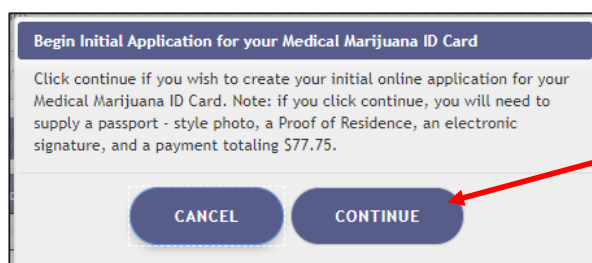 Begin Initial Application for your Medical Marijuana ID Card
Click continue if you wish to create your initial online application for your
Medical Marijuana ID Card. Note: if you click continue, you will need to
supply a passport - style photo, a Proof of Residence, an electronic
signature, and a payment totaling $77.75.
CANCEL CONTINUE